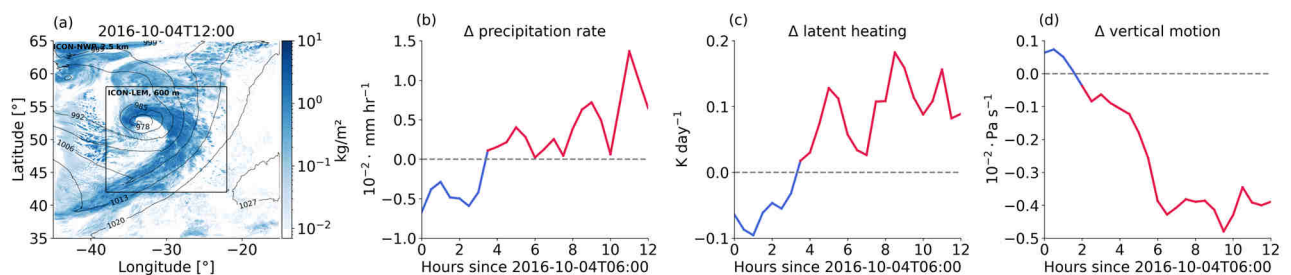 (a)
2016-10-04T12:00
ICON-NWP, 2.5 km
ICON-LEM, 600 m
999
999
985
978
992
1006
1013
1020
1027
65
60
55
50
45
40
35
−40
−30
−20
Latitude [°]
Longitude [°]
10¹
10⁰
10⁻¹
10⁻²
kg/m²
(b)
Δ precipitation rate
10⁻² · mm hr⁻¹
1.5
1.0
0.5
0.0
−0.5
−1.0
0 2 4 6 8 10 12
Hours since 2016-10-04T06:00
(c)
Δ latent heating
K day⁻¹
0.2
0.1
0.0
−0.1
0 2 4 6 8 10 12
Hours since 2016-10-04T06:00
(d)
Δ vertical motion
10⁻² · Pa s⁻¹
0.1
0.0
−0.1
−0.2
−0.3
−0.4
−0.5
0 2 4 6 8 10 12
Hours since 2016-10-04T06:00